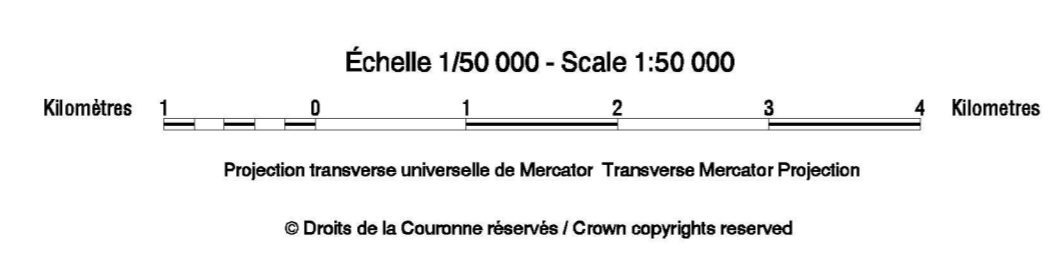 Échelle 1/50 000 - Scale 1:50 000
Kilomètres 1 0 1 2 3 4 Kilometres
Projection transverse universelle de Mercator Transverse Mercator Projection
© Droits de la Couronne réservés / Crown copyrights reserved